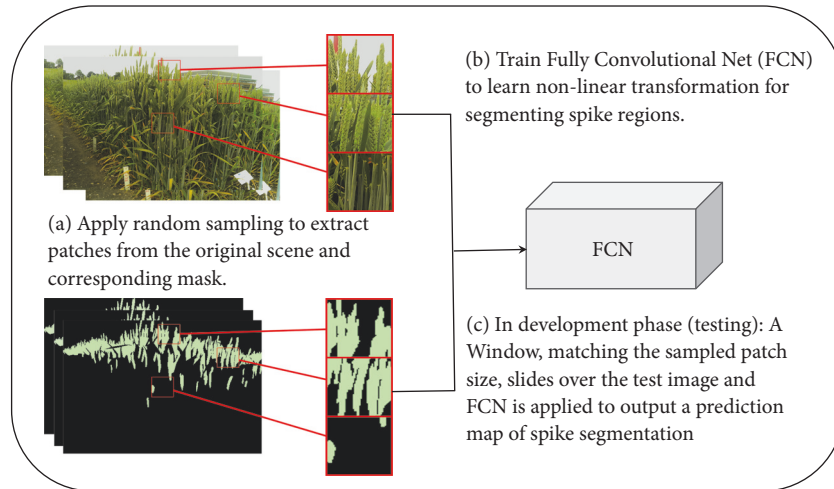 (a) Apply random sampling to extract
patches from the original scene and
corresponding mask.
(b) Train Fully Convolutional Net (FCN)
to learn non-linear transformation for
segmenting spike regions.
FCN
(c) In development phase (testing): A
Window, matching the sampled patch
size, slides over the test image and
FCN is applied to output a prediction
map of spike segmentation